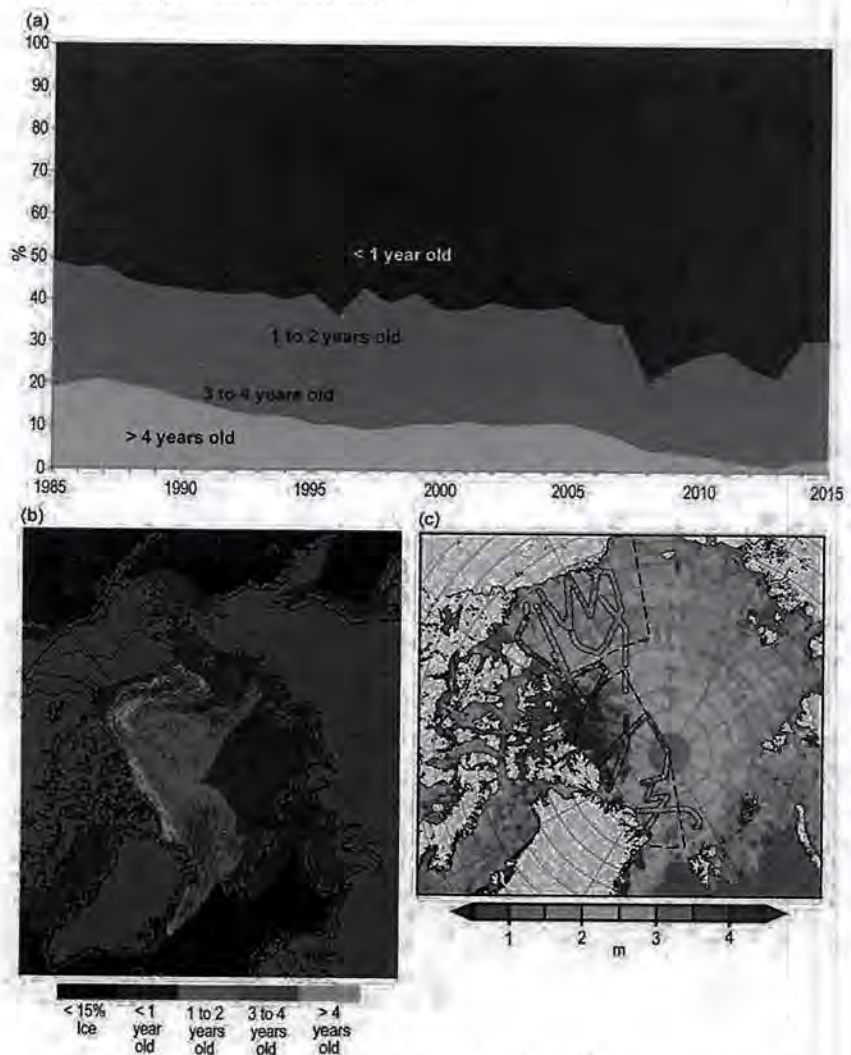 (a)
100
90
80
70
60
50
40
30
20
10
0
%
< 1 year old
1 to 2 years old
3 to 4 years old
> 4 years old
1985 1990 1995 2000 2005 2010 2015
(b)
(c)
1 2 3 4
m
< 15% < 1 1 to 2 3 to 4 > 4
Ice year years years years
old old old old